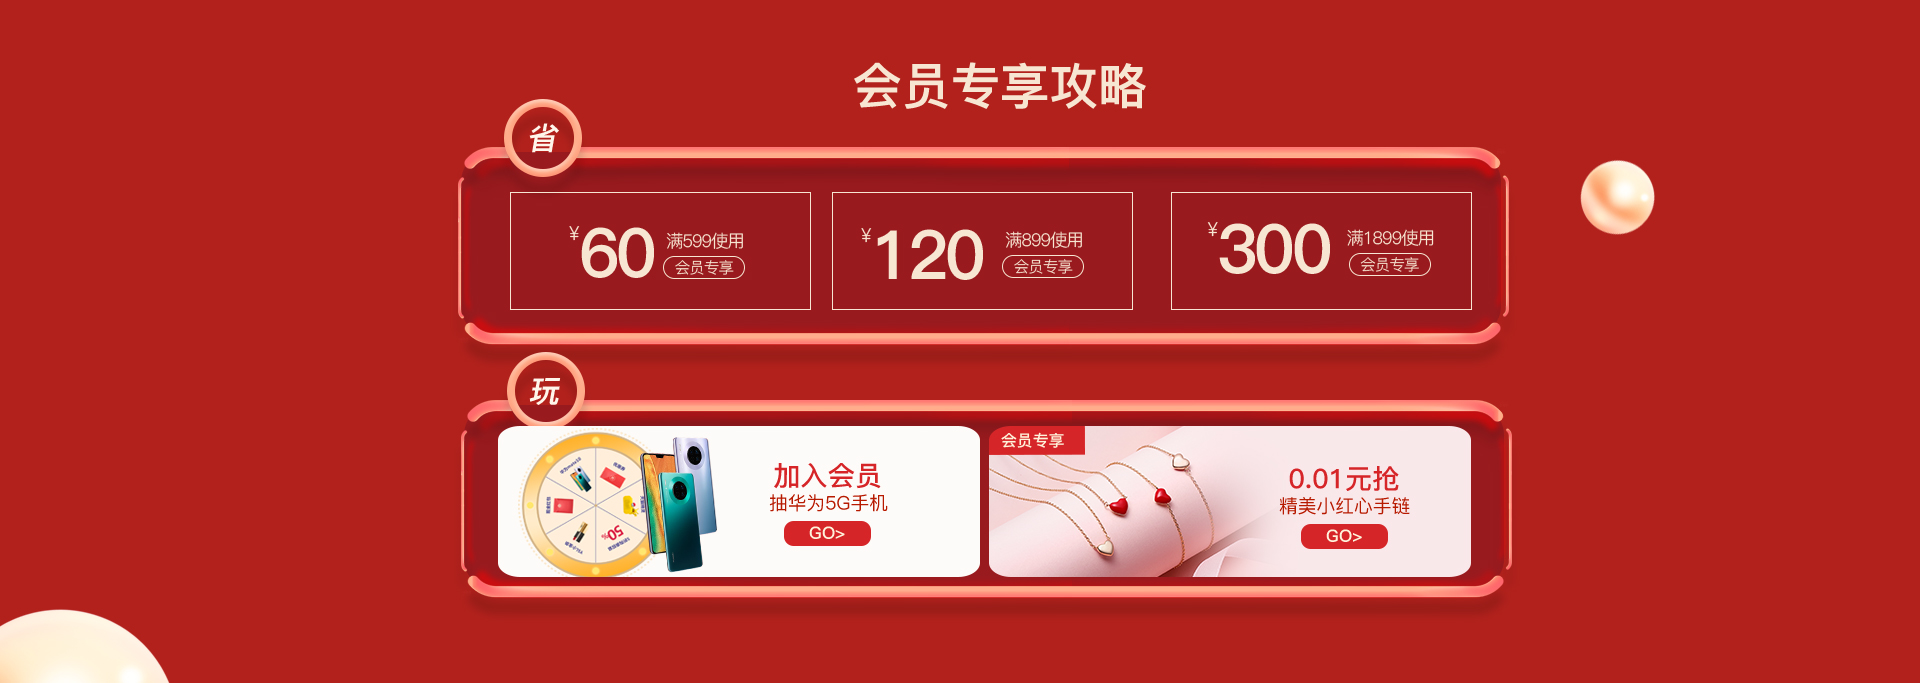 会员专享攻略
省
¥60
满599使用
会员专享
¥120
满899使用
会员专享
¥300
满1899使用
会员专享
玩
50%
加入会员
抽华为5G手机
GO>
会员专享
0.01元抢
精美小红心手链
GO>